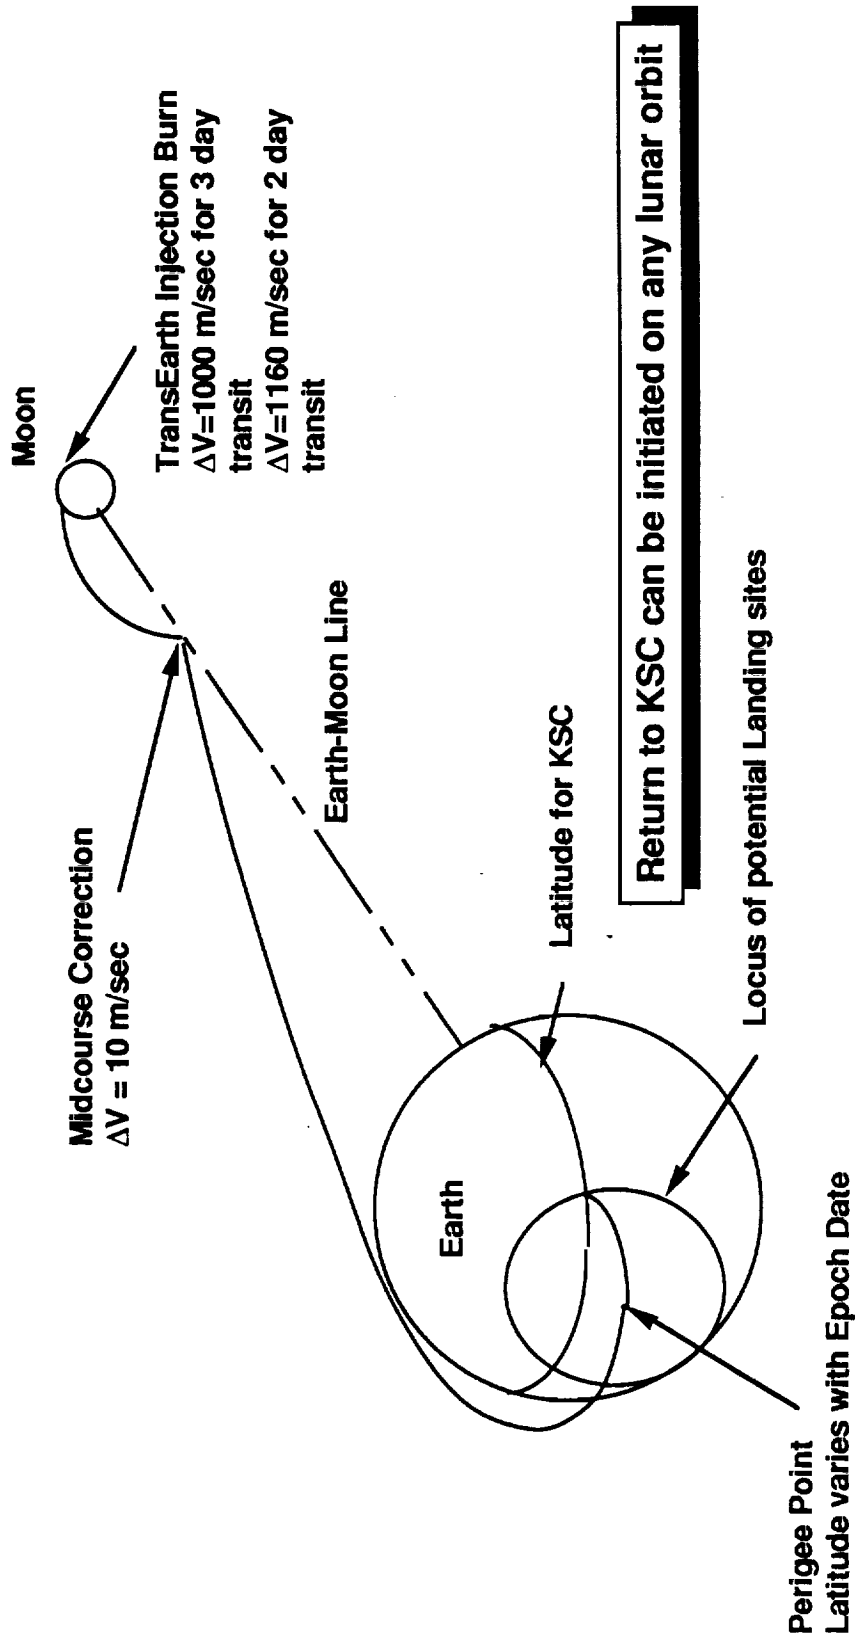 Moon
TransEarth Injection Burn
ΔV=1000 m/sec for 3 day
transit
ΔV=1160 m/sec for 2 day
transit
Midcourse Correction
ΔV = 10 m/sec
Earth-Moon Line
Earth
Latitude for KSC
Return to KSC can be initiated on any lunar orbit
Locus of potential Landing sites
Perigee Point
Latitude varies with Epoch Date